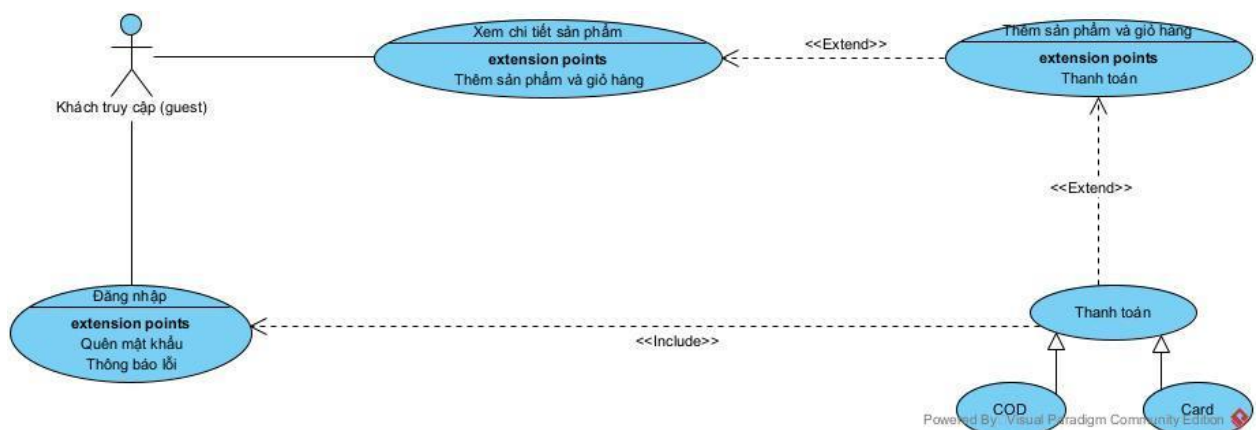 Xem chi tiết sản phẩm
extension points
Thêm sản phẩm và giỏ hàng
<<Extend>>
Thêm sản phẩm và giỏ hàng
extension points
Thanh toán
Khách truy cập (guest)
<<Extend>>
Đăng nhập
extension points
Quên mật khẩu
Thông báo lỗi
<<Include>>
Thanh toán
COD
Card
Powered By Visual Paradigm Community Edition